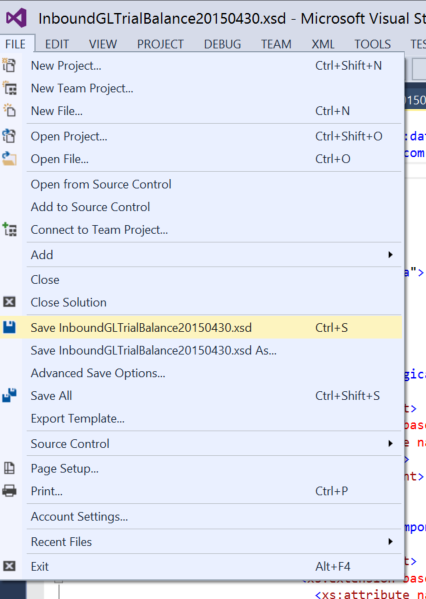 InboundGLTrialBalance20150430.xsd - Microsoft Visual St
FILE EDIT VIEW PROJECT DEBUG TEAM XML TOOLS TES
New Project... Ctrl+Shift+N
New Team Project...
New File... Ctrl+N
Open Project... Ctrl+Shift+O
Open File... Ctrl+O
Open from Source Control
Add to Source Control
Connect to Team Project...
Add
Close
Close Solution
Save InboundGLTrialBalance20150430.xsd Ctrl+S
Save InboundGLTrialBalance20150430.xsd As...
Advanced Save Options...
Save All Ctrl+Shift+S
Export Template...
Source Control
Page Setup...
Print... Ctrl+P
Account Settings...
Recent Files
Exit Alt+F4
<xs:attribute na